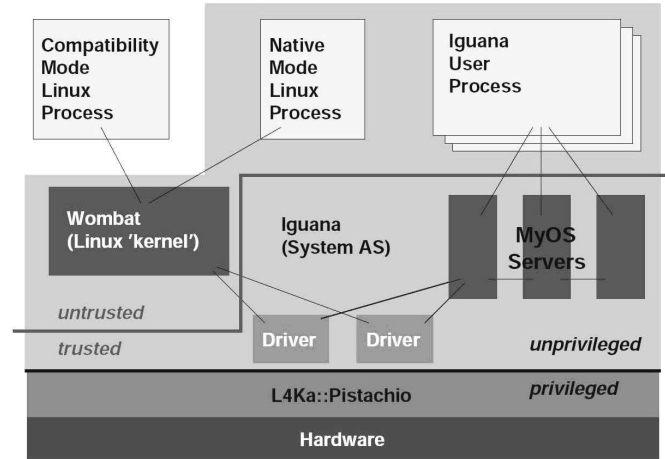 Compatibility
Mode
Linux
Process
Native
Mode
Linux
Process
Iguana
User
Process
Wombat
(Linux 'kernel')
Iguana
(System AS)
MyOS
Servers
untrusted
trusted
Driver
Driver
unprivileged
privileged
L4Ka::Pistachio
Hardware